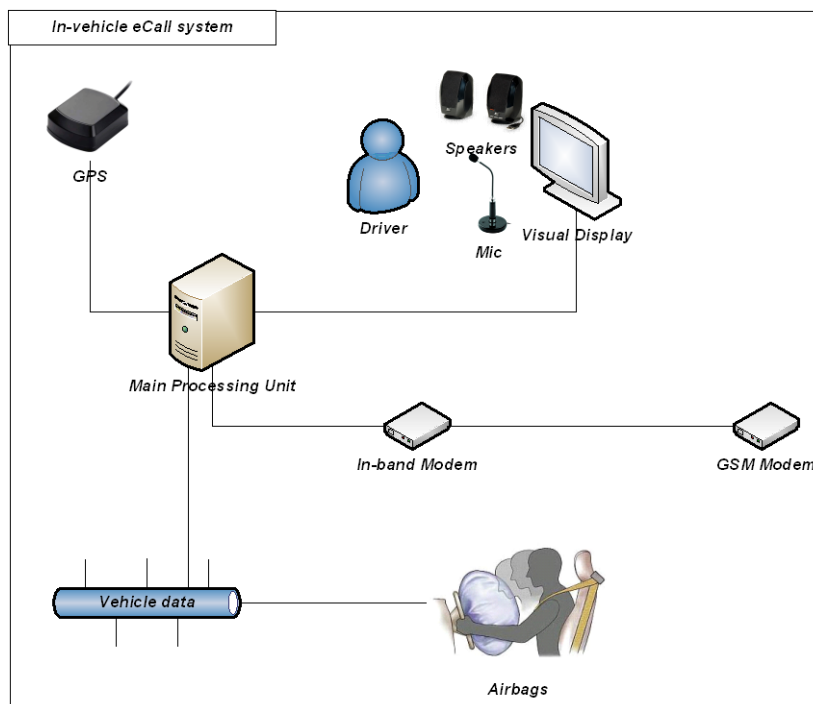 In-vehicle eCall system
GPS
Speakers
Driver
Mic
Visual Display
Main Processing Unit
In-band Modem
GSM Modem
Vehicle data
Airbags